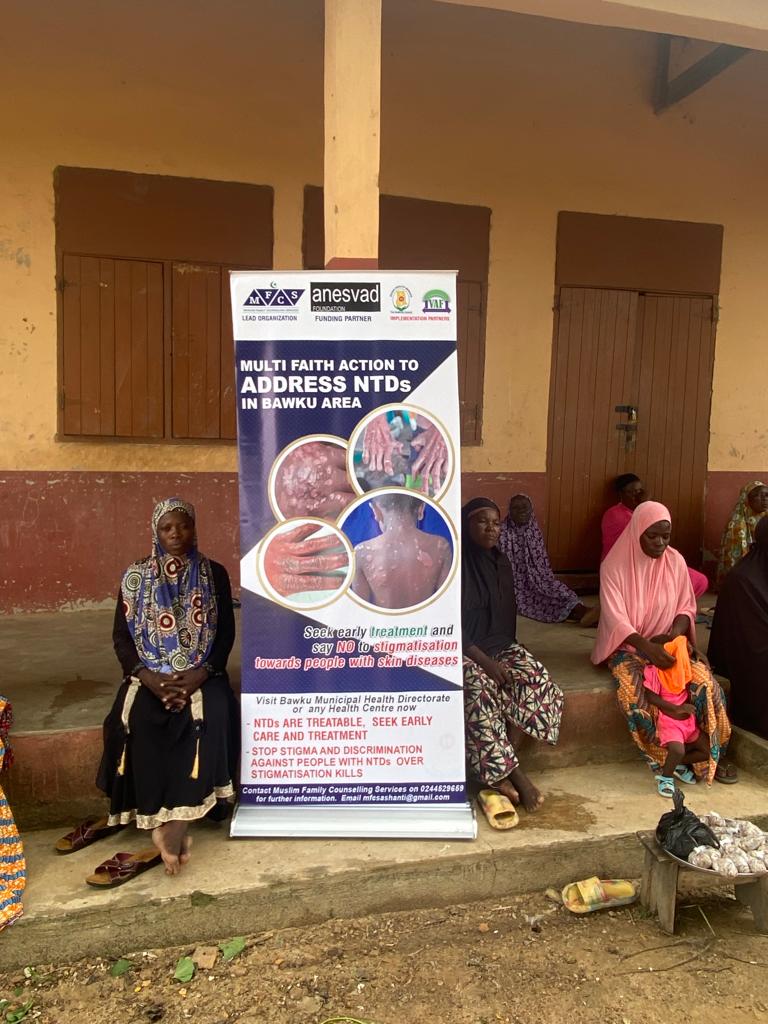 MFCS
LEAD ORGANIZATION
anesvad
FOUNDATION
FUNDING PARTNER
VAF
IMPLEMENTATION PARTNERS
MULTI FAITH ACTION TO
ADDRESS NTDs
IN BAWKU AREA
Seek early treatment and
say NO to stigmatisation
towards people with skin diseases
Visit Bawku Municipal Health Directorate
or any Health Centre now
- NTDs ARE TREATABLE, SEEK EARLY
CARE AND TREATMENT
- STOP STIGMA AND DISCRIMINATION
AGAINST PEOPLE WITH NTDs OVER
STIGMATISATION KILLS
Contact Muslim Family Counselling Services on 0244529659
for further information. Email mfcsashanti@gmail.com